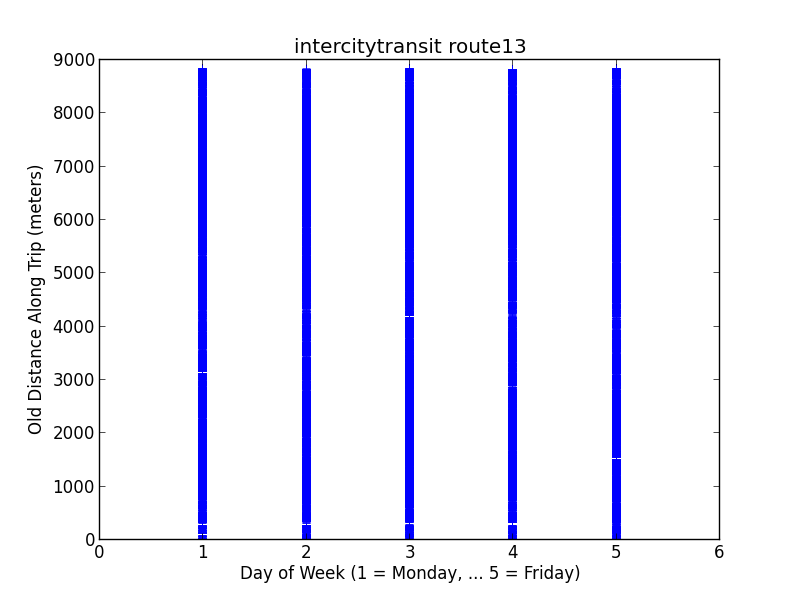 intercitytransit route13
9000
8000
7000
6000
5000
4000
3000
2000
1000
0
Old Distance Along Trip (meters)
0 1 2 3 4 5 6
Day of Week (1 = Monday, ... 5 = Friday)